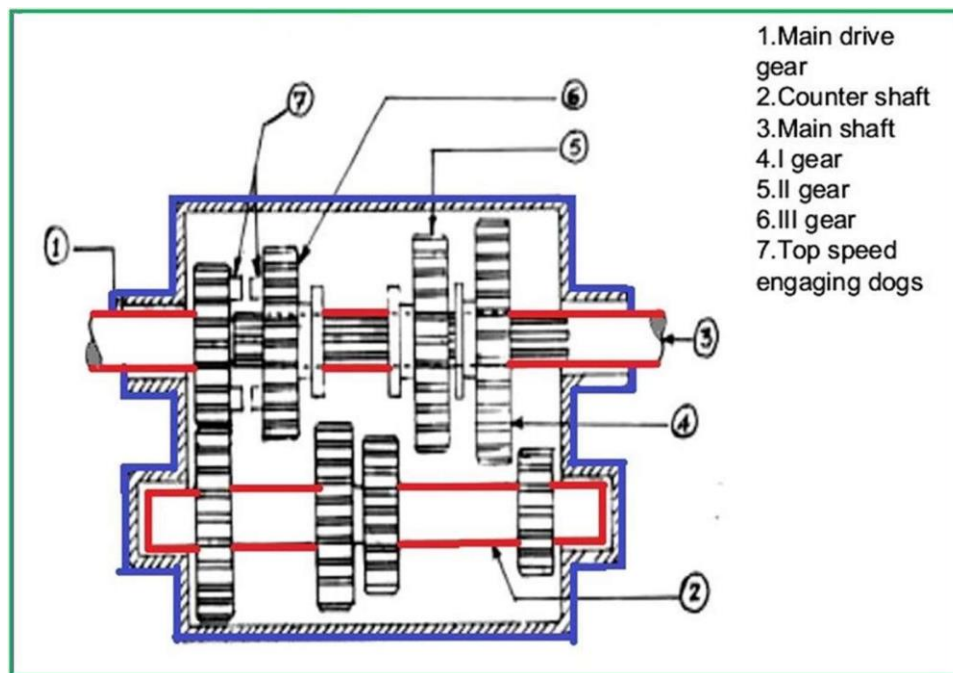 1.Main drive
gear
2.Counter shaft
3.Main shaft
4.I gear
5.II gear
6.III gear
7.Top speed
engaging dogs
7
6
5
1
3
4
2